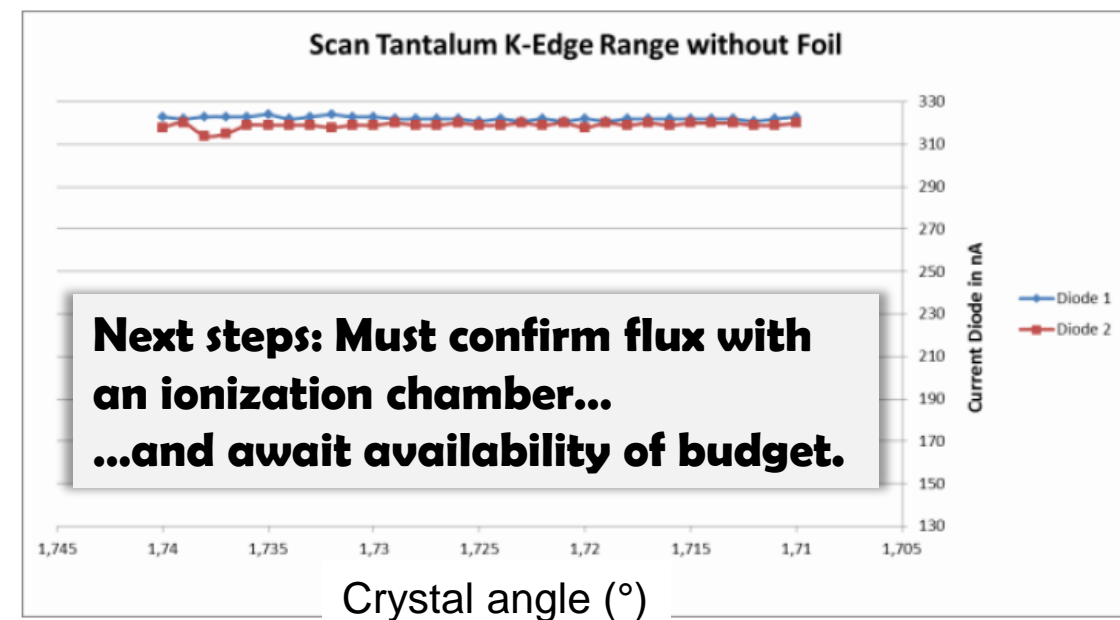 Scan Tantalum K-Edge Range without Foil
330
310
290
270
250
230
210
190
170
150
130
Current Diode in nA
Diode 1
Diode 2
Next steps: Must confirm flux with
an ionization chamber...
...and await availability of budget.
1,745 1,74 1,735 1,73 1,725 1,72 1,715 1,71 1,705
Crystal angle (°)